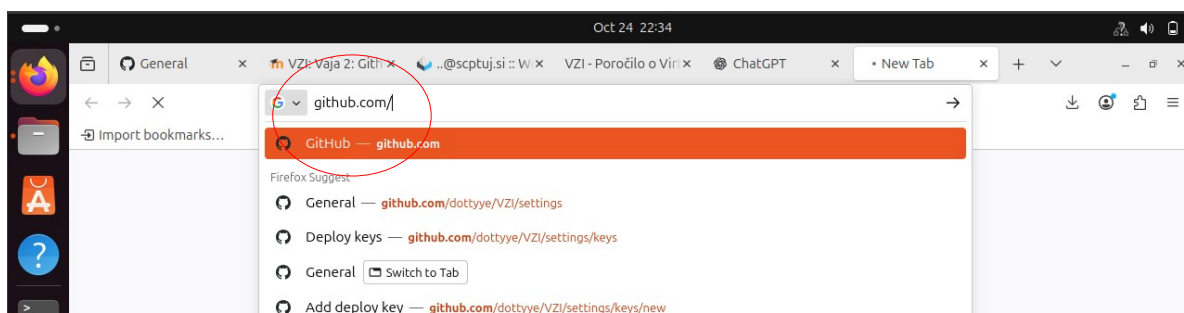 Oct 24 22:34
General
VZI: Vaja 2: Gith
..@scptuj.si :: W
VZI - Poročilo o Virt
ChatGPT
New Tab
github.com/
Import bookmarks...
GitHub — github.com
Firefox Suggest
General — github.com/dottyye/VZI/settings
Deploy keys — github.com/dottyye/VZI/settings/keys
General Switch to Tab
Add deploy key — github.com/dottyye/VZI/settings/keys/new